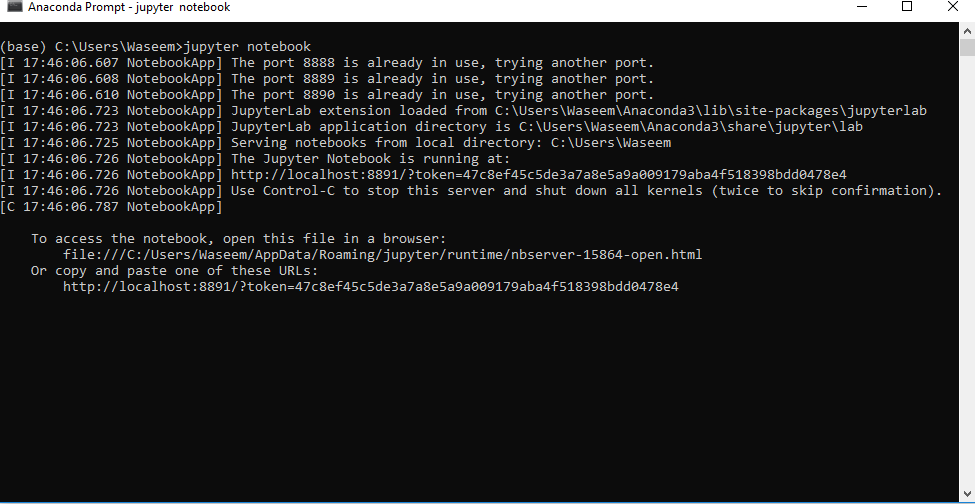 Anaconda Prompt - jupyter  notebook
(base) C:\Users\Waseem>jupyter notebook
[I 17:46:06.607 NotebookApp] The port 8888 is already in use, trying another port.
[I 17:46:06.608 NotebookApp] The port 8889 is already in use, trying another port.
[I 17:46:06.610 NotebookApp] The port 8890 is already in use, trying another port.
[I 17:46:06.723 NotebookApp] JupyterLab extension loaded from C:\Users\Waseem\Anaconda3\lib\site-packages\jupyterlab
[I 17:46:06.723 NotebookApp] JupyterLab application directory is C:\Users\Waseem\Anaconda3\share\jupyter\lab
[I 17:46:06.725 NotebookApp] Serving notebooks from local directory: C:\Users\Waseem
[I 17:46:06.726 NotebookApp] The Jupyter Notebook is running at:
[I 17:46:06.726 NotebookApp] http://localhost:8891/?token=47c8ef45c5de3a7a8e5a9a009179aba4f518398bdd0478e4
[I 17:46:06.726 NotebookApp] Use Control-C to stop this server and shut down all kernels (twice to skip confirmation).
[C 17:46:06.787 NotebookApp]
    To access the notebook, open this file in a browser:
        file:///C:/Users/Waseem/AppData/Roaming/jupyter/runtime/nbserver-15864-open.html
    Or copy and paste one of these URLs:
        http://localhost:8891/?token=47c8ef45c5de3a7a8e5a9a009179aba4f518398bdd0478e4